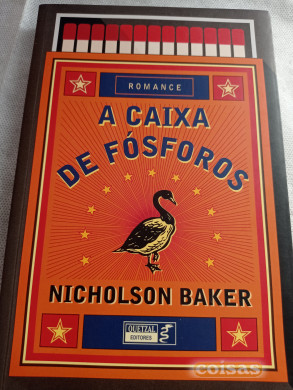 ROMANCE
A CAIXA
DE FÓSFOROS
NICHOLSON BAKER
QUETZAL
EDITORES
coisas